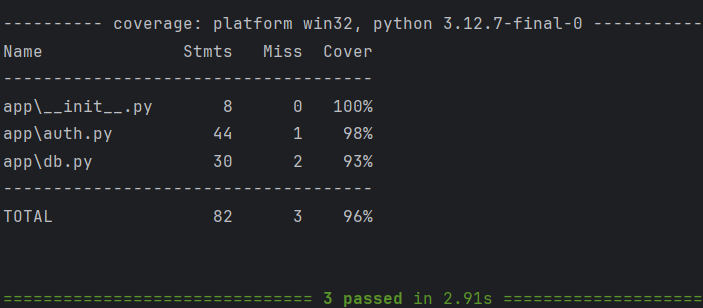 ---------- coverage: platform win32, python 3.12.7-final-0 -----------
Name              Stmts   Miss  Cover
-------------------------------------
app\__init__.py       8      0   100%
app\auth.py          44      1    98%
app\db.py            30      2    93%
-------------------------------------
TOTAL                82      3    96%
=============================== 3 passed in 2.91s ====================